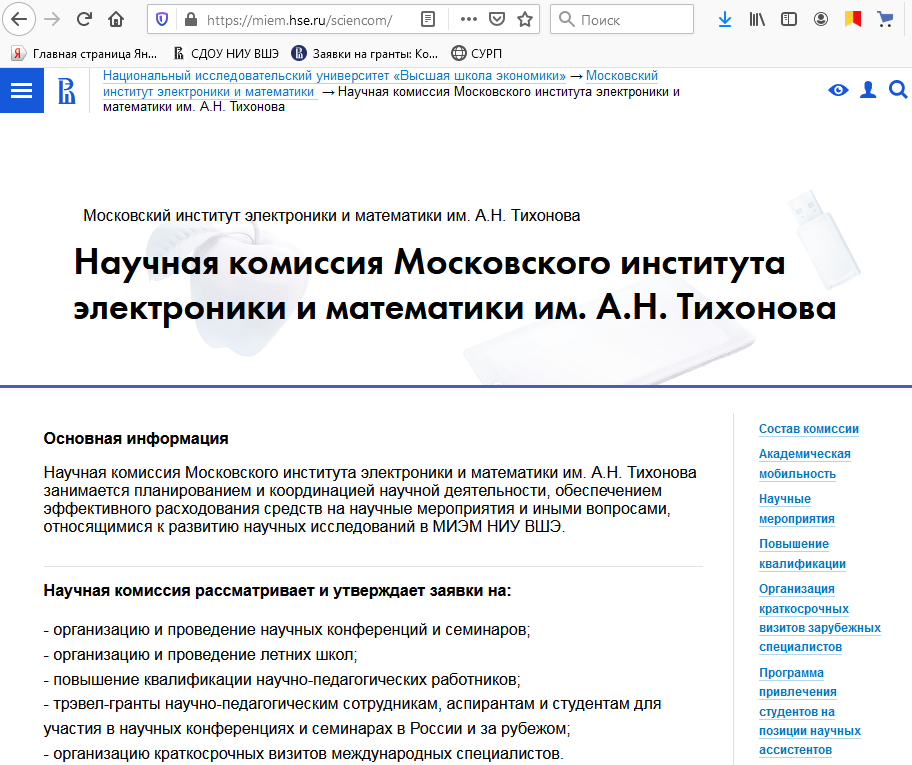 https://miem.hse.ru/sciencom/
Поиск
Главная страница Ян...
СДОУ НИУ ВШЭ
Заявки на гранты: Ко...
СУРП
Национальный исследовательский университет «Высшая школа экономики» → Московский
институт электроники и математики → Научная комиссия Московского института электроники и
математики им. А.Н. Тихонова
Московский институт электроники и математики им. А.Н. Тихонова
Научная комиссия Московского института
электроники и математики им. А.Н. Тихонова
Основная информация
Научная комиссия Московского института электроники и математики им. А.Н. Тихонова
занимается планированием и координацией научной деятельности, обеспечением
эффективного расходования средств на научные мероприятия и иными вопросами,
относящимися к развитию научных исследований в МИЭМ НИУ ВШЭ.
Научная комиссия рассматривает и утверждает заявки на:
- организацию и проведение научных конференций и семинаров;
- организацию и проведение летних школ;
- повышение квалификации научно-педагогических работников;
- трэвел-гранты научно-педагогическим сотрудникам, аспирантам и студентам для
участия в научных конференциях и семинарах в России и за рубежом;
- организацию краткосрочных визитов международных специалистов.
Состав комиссии
Академическая
мобильность
Научные
мероприятия
Повышение
квалификации
Организация
краткосрочных
визитов зарубежных
специалистов
Программа
привлечения
студентов на
позиции научных
ассистентов